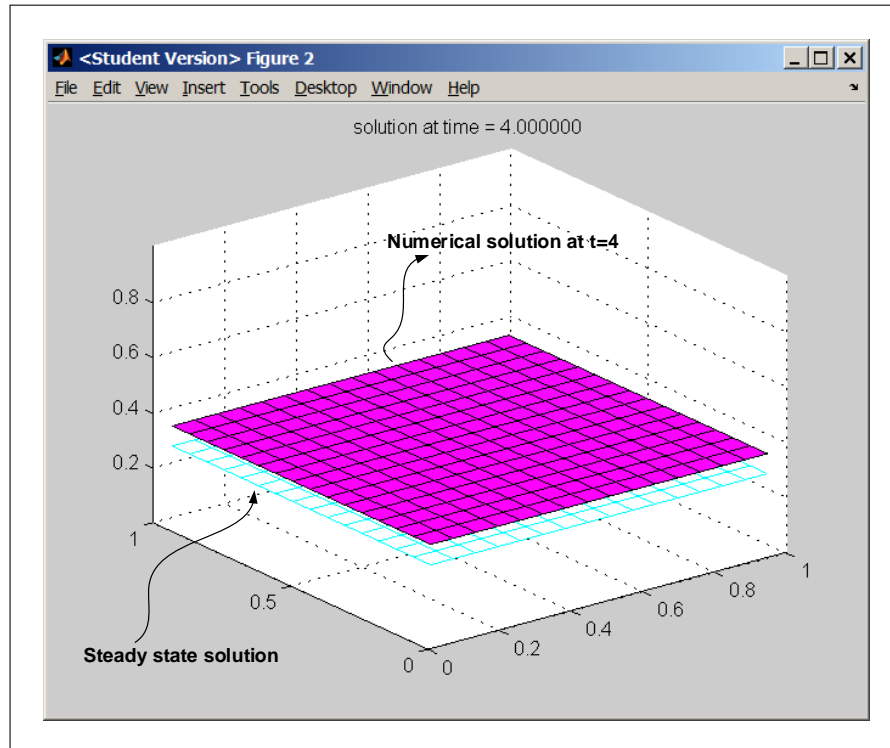 <Student Version> Figure 2
File Edit View Insert Tools Desktop Window Help
solution at time = 4.000000
Numerical solution at t=4
0.8
0.6
0.4
0.2
1
0.5
0
0
0.2
0.4
0.6
0.8
1
Steady state solution